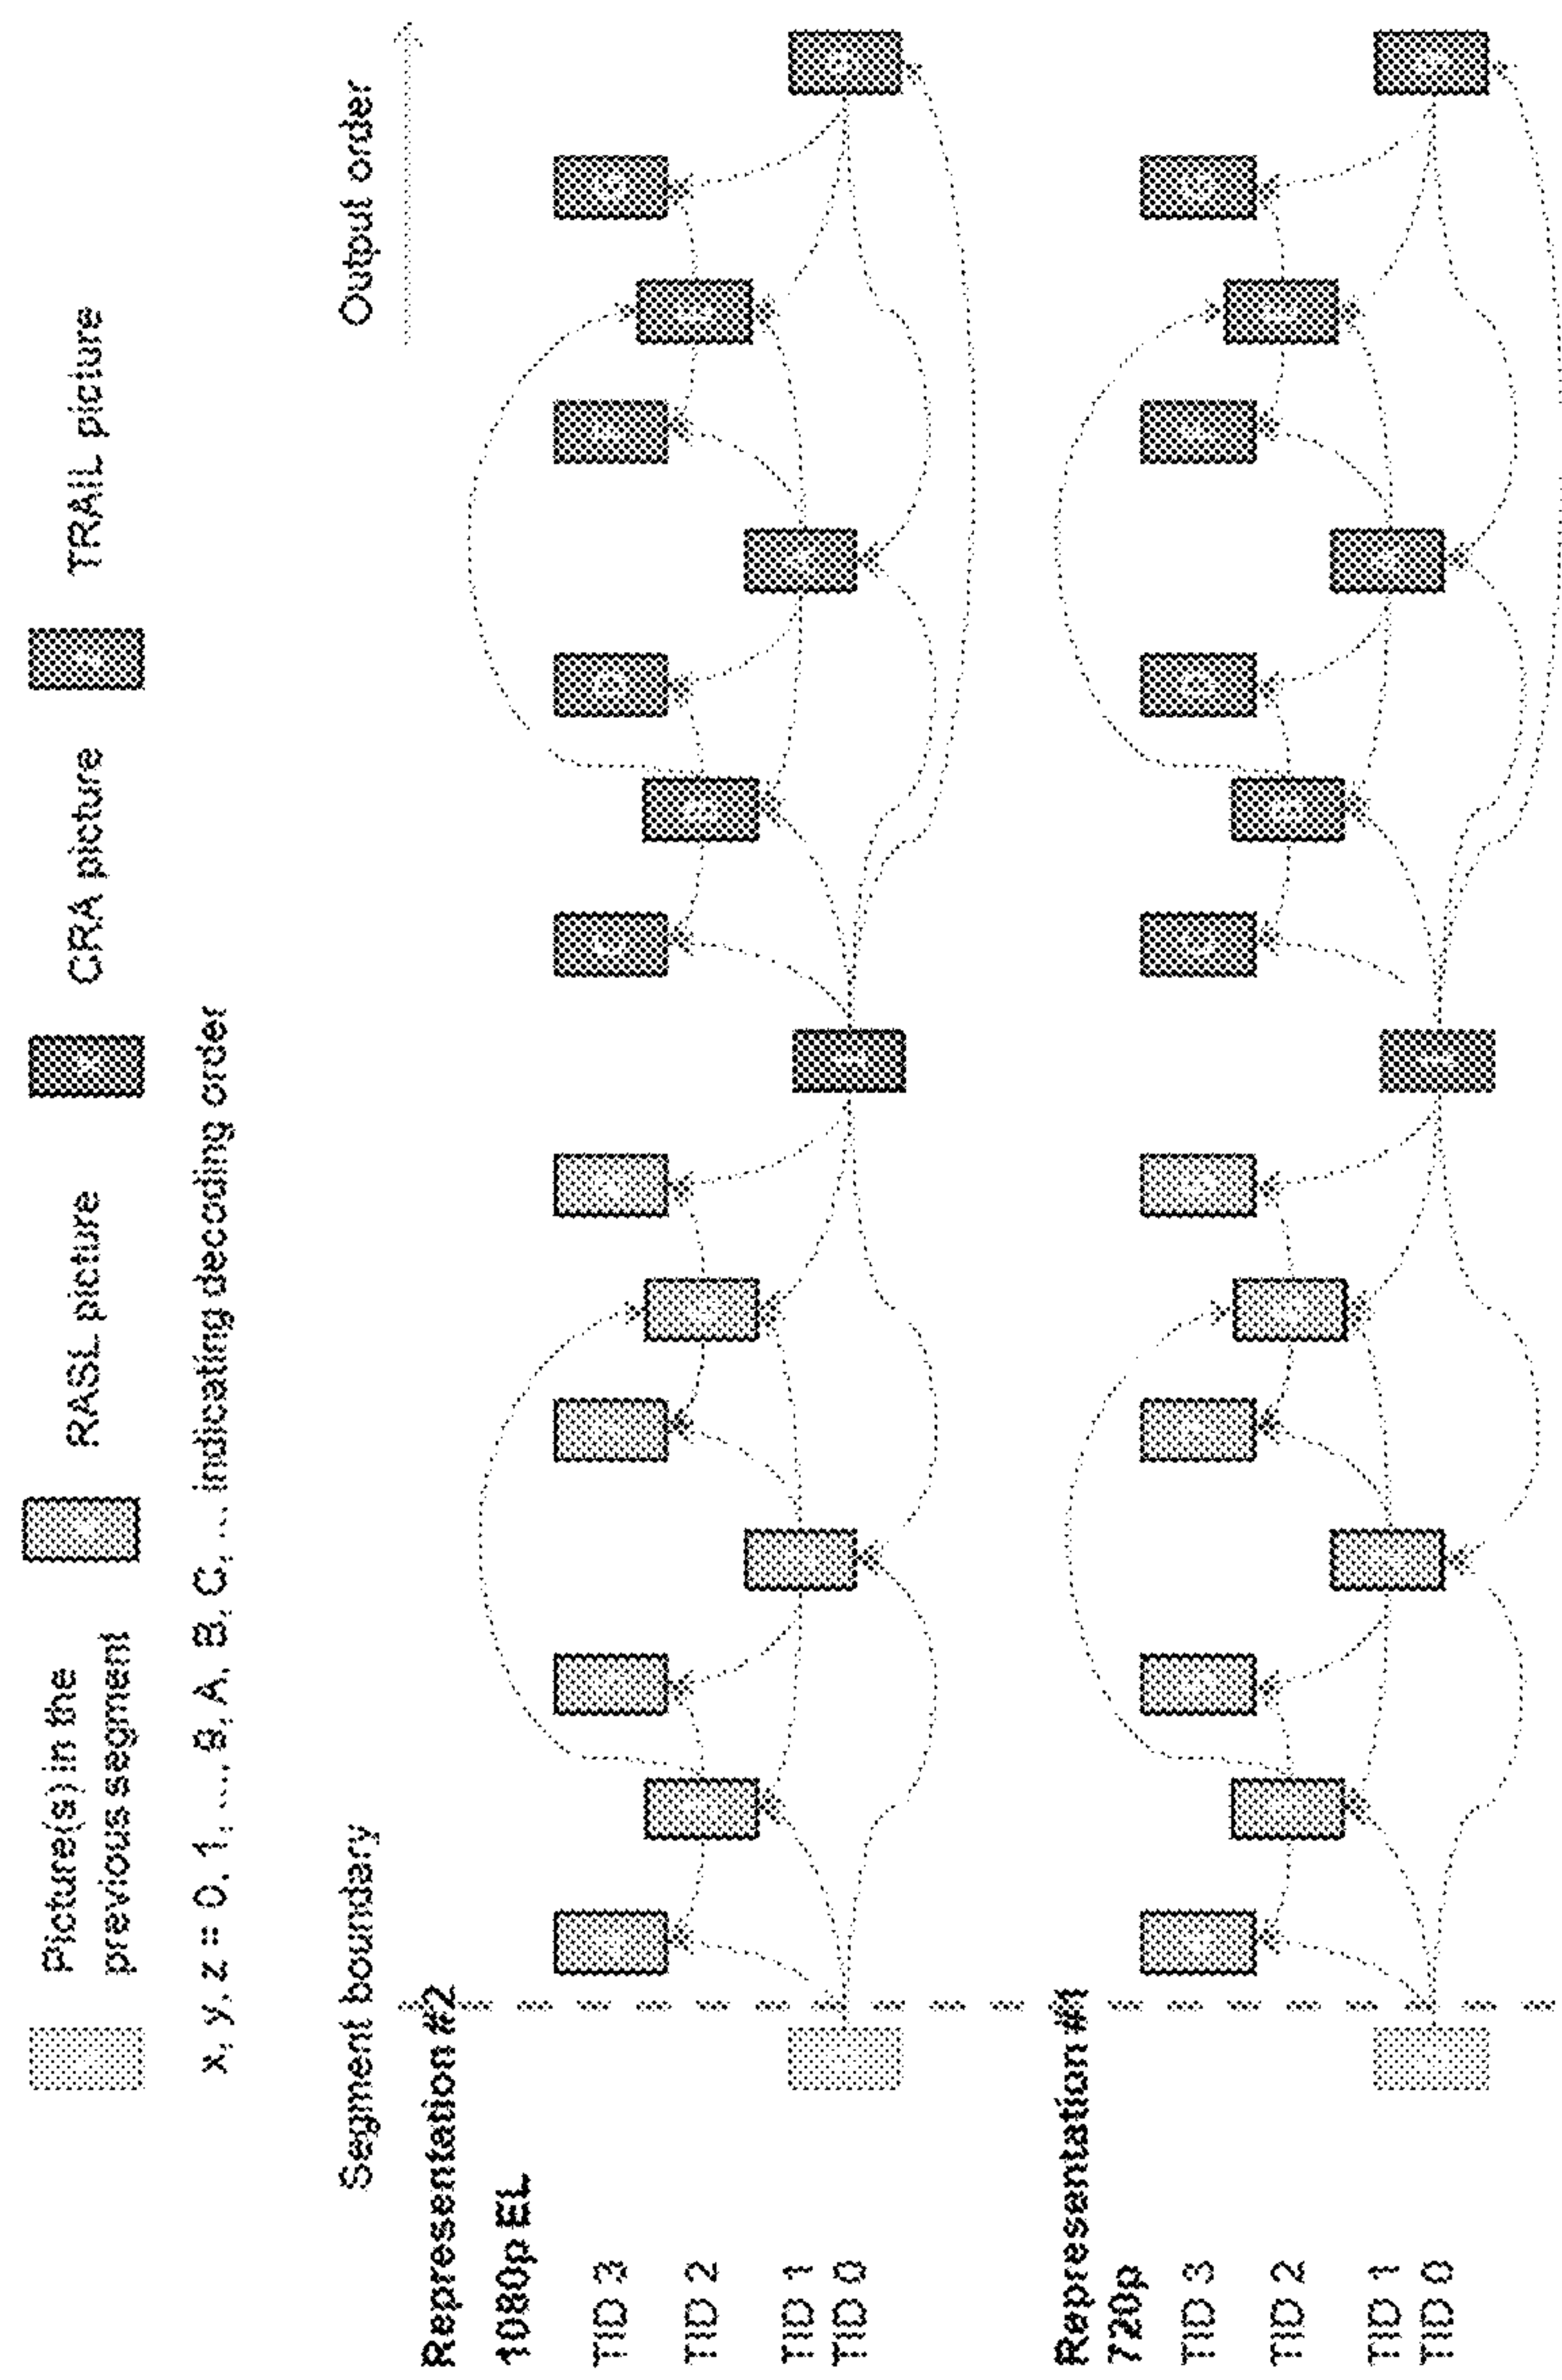 Picture(s) in the
previous segment
RASL picture
CRA picture
TRAIL picture
x, y, z = 0, 1, ..., 8, A, B, C, ... indicating decoding order
Segment boundary
Output order
Representation #2
1080p EL
TID 3
TID 2
TID 1
TID 0
Representation #1
720p
TID 3
TID 2
TID 1
TID 0